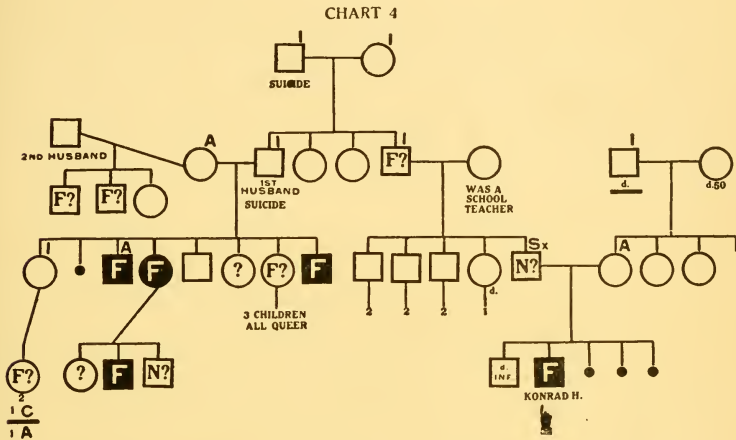 CHART 4
I I
SUICIDE
2ND HUSBAND
A
I
I
1ST
HUSBAND
SUICIDE
F?
WAS A
SCHOOL
TEACHER
I
d.
d.50
F? F?
I
A
F F ? F? F
3 CHILDREN
ALL QUEER
Sx
N?
A
2 2 2 1
d.
F?
2
1 C
1 A
? F N?
d.
INF.
F
KONRAD H.